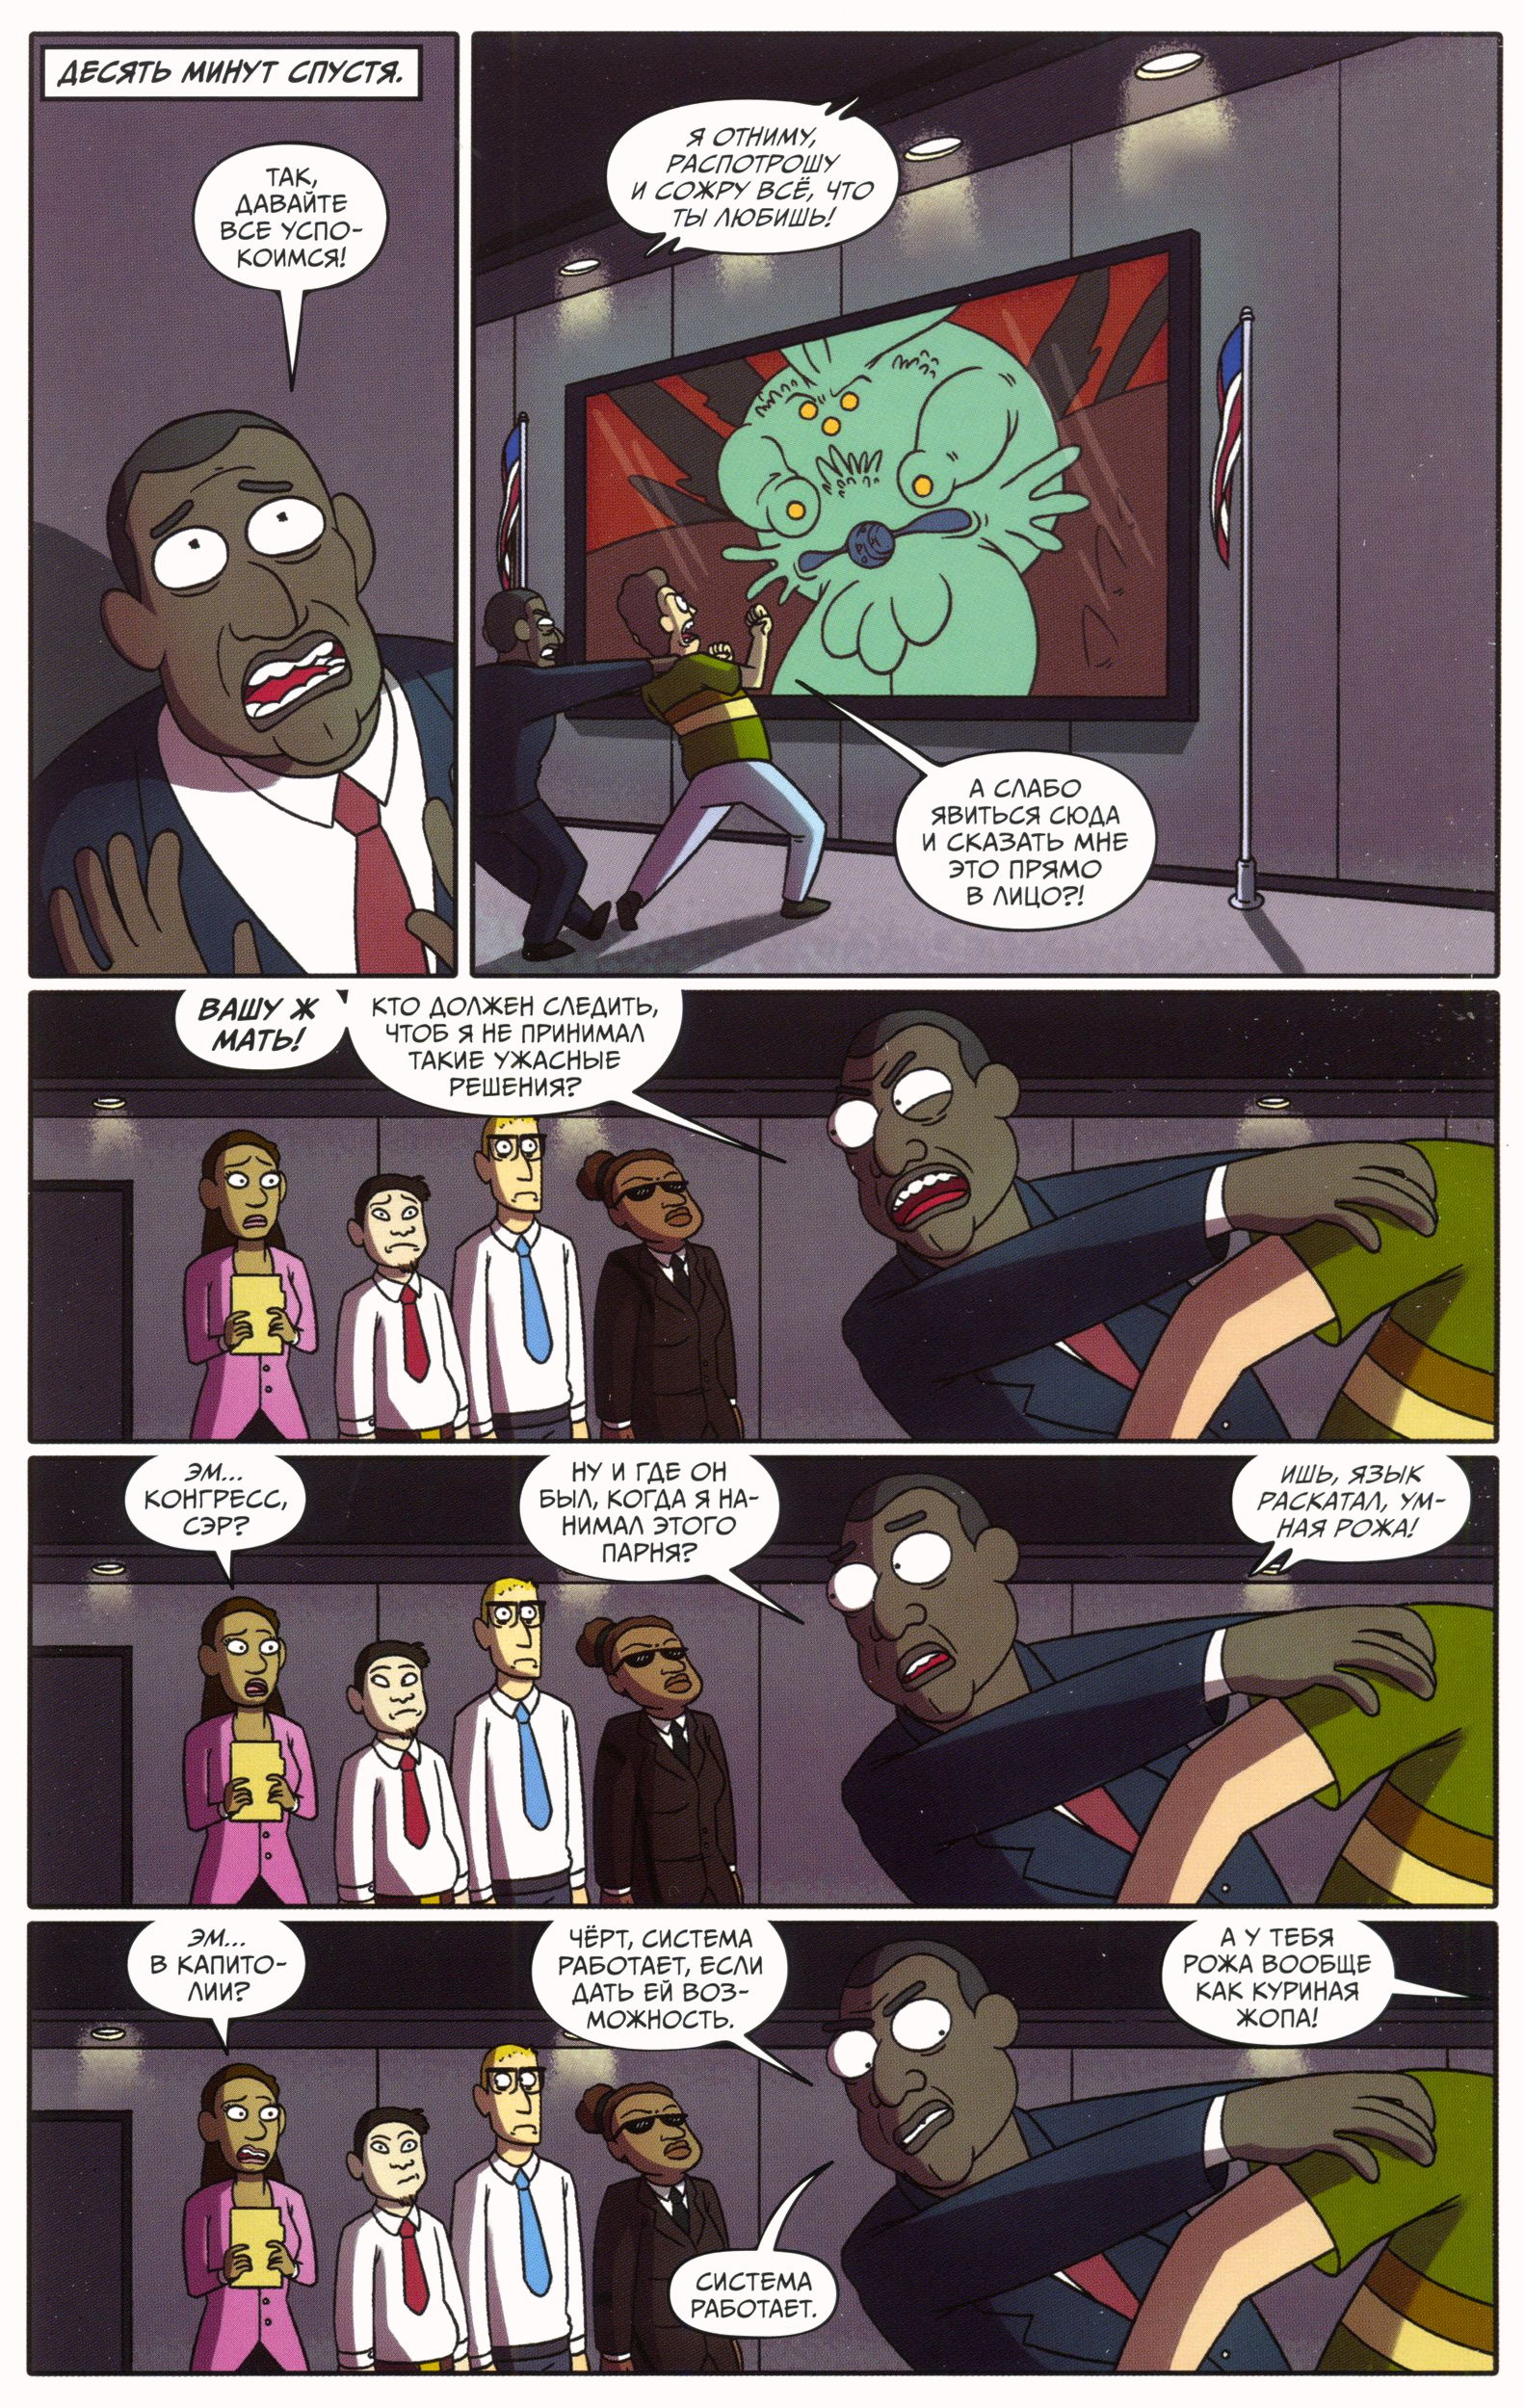 ДЕСЯТЬ МИНУТ СПУСТЯ.
ТАК,
ДАВАЙТЕ
ВСЕ УСПО-
КОИМСЯ!
Я ОТНИМУ,
РАСПОТРОШУ
И СОЖРУ ВСЁ, ЧТО
ТЫ ЛЮБИШЬ!
А СЛАБО
ЯВИТЬСЯ СЮДА
И СКАЗАТЬ МНЕ
ЭТО ПРЯМО
В ЛИЦО?!
ВАШУ Ж
МАТЬ!
КТО ДОЛЖЕН СЛЕДИТЬ,
ЧТОБ Я НЕ ПРИНИМАЛ
ТАКИЕ УЖАСНЫЕ
РЕШЕНИЯ?
ЭМ...
КОНГРЕСС,
СЭР?
НУ И ГДЕ ОН
БЫЛ, КОГДА Я НА-
НИМАЛ ЭТОГО
ПАРНЯ?
ИШЬ, ЯЗЫК
РАСКАТАЛ, УМ-
НАЯ РОЖА!
ЭМ...
В КАПИТО-
ЛИИ?
ЧЁРТ, СИСТЕМА
РАБОТАЕТ, ЕСЛИ
ДАТЬ ЕЙ ВОЗ-
МОЖНОСТЬ.
А У ТЕБЯ
РОЖА ВООБЩЕ
КАК КУРИНАЯ
ЖОПА!
СИСТЕМА
РАБОТАЕТ.